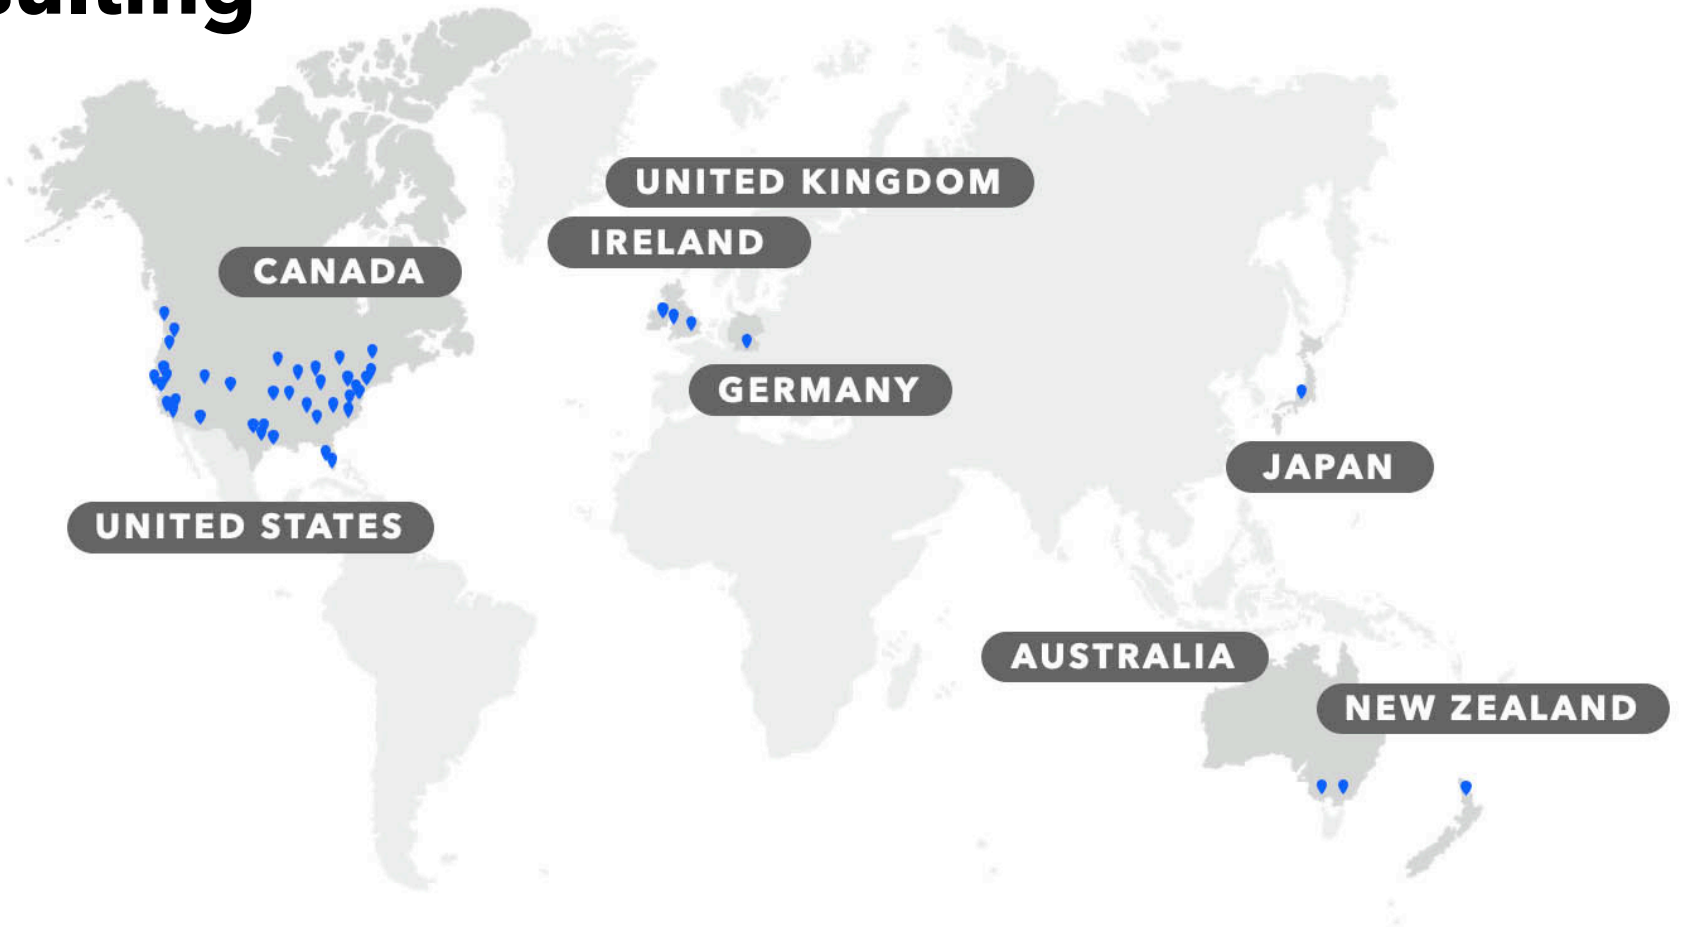 UNITED KINGDOM
IRELAND
CANADA
GERMANY
JAPAN
UNITED STATES
AUSTRALIA
NEW ZEALAND